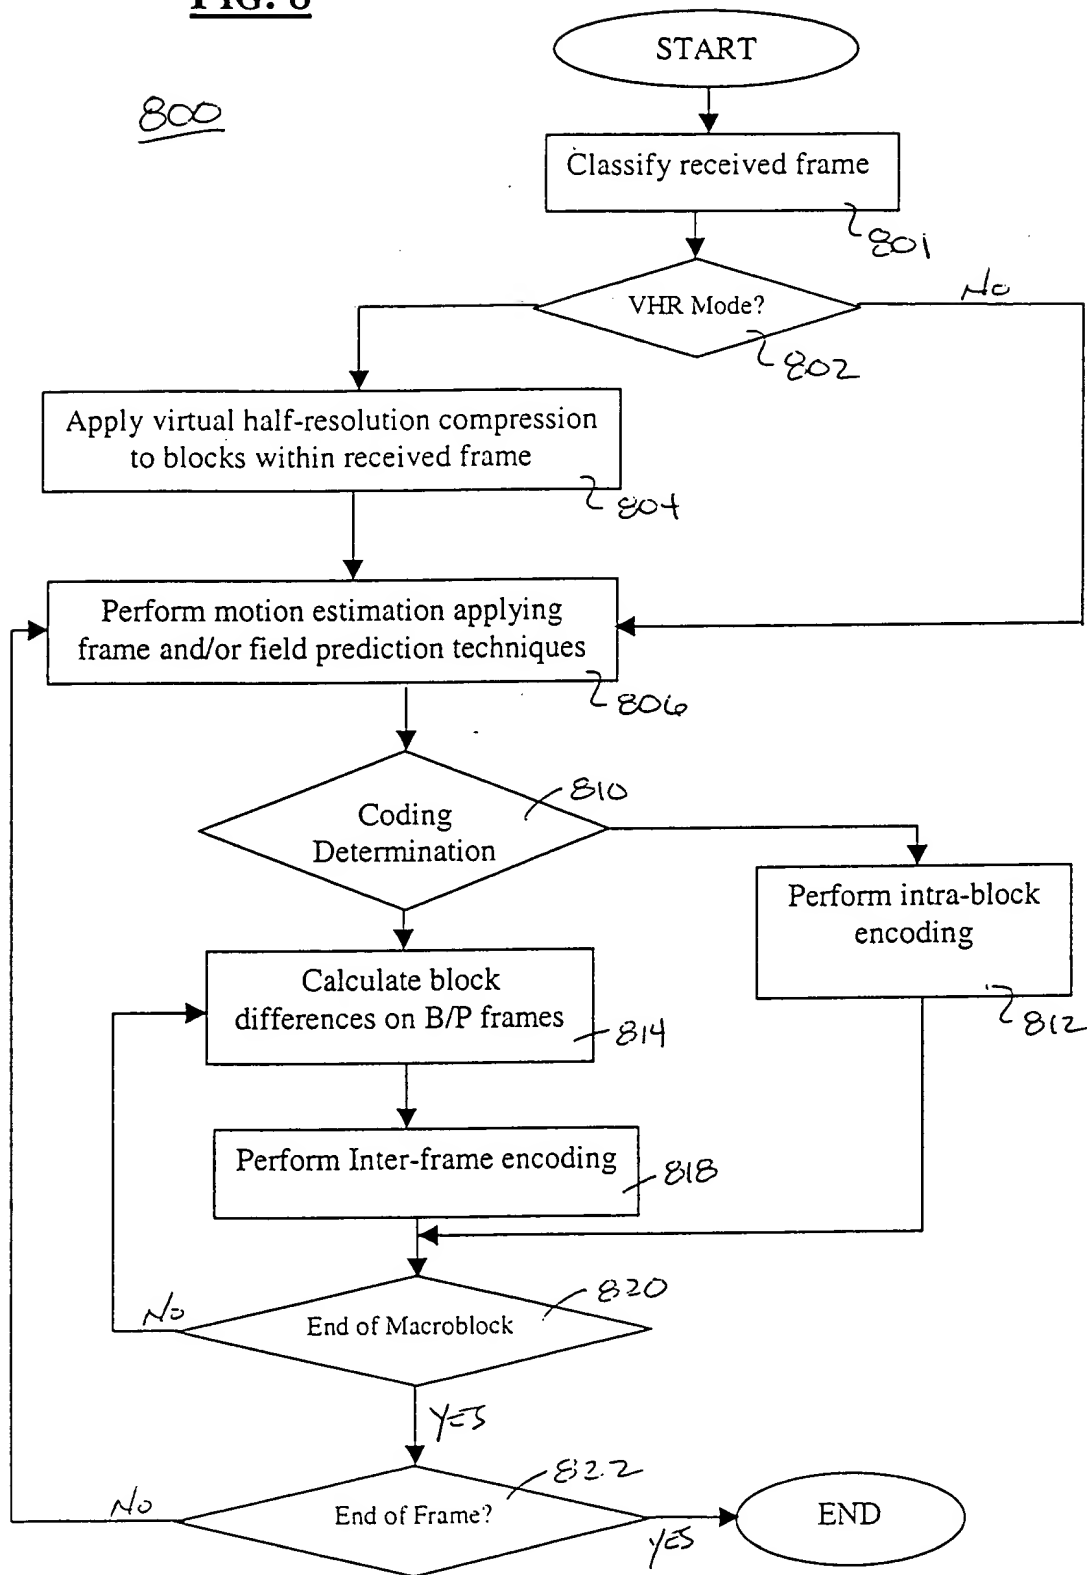 FIG. 8
800
START
Classify received frame
801
VHR Mode?
802
No
Apply virtual half-resolution compression
to blocks within received frame
804
Perform motion estimation applying
frame and/or field prediction techniques
806
Coding
Determination
810
Perform intra-block
encoding
812
Calculate block
differences on B/P frames
814
Perform Inter-frame encoding
818
End of Macroblock
820
No
YES
End of Frame?
822
No
YES
END